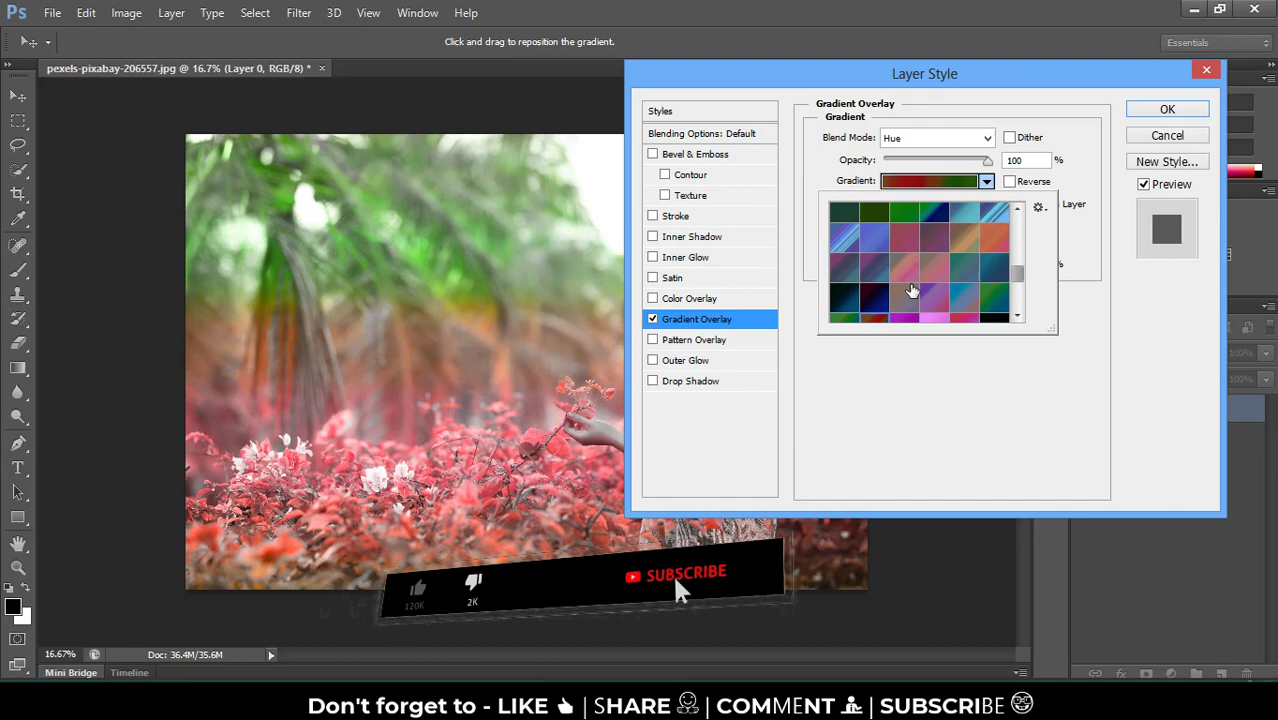 Ps File Edit Image Layer Type Select Filter 3D View Window Help
Click and drag to reposition the gradient.
Essentials
pexels-pixabay-206557.jpg @ 16.7% (Layer 0, RGB/8) *
Layer Style
Styles
Blending Options: Default
Bevel & Emboss
Contour
Texture
Stroke
Inner Shadow
Inner Glow
Satin
Color Overlay
Gradient Overlay
Pattern Overlay
Outer Glow
Drop Shadow
Gradient Overlay
Gradient
Blend Mode: Hue Dither
Opacity: 100 %
Gradient: Reverse
Layer
%
OK
Cancel
New Style...
Preview
100%
100%
120K
2K
SUBSCRIBE
16.67% Doc: 36.4M/35.6M
Mini Bridge Timeline
Don't forget to - LIKE | SHARE | COMMENT | SUBSCRIBE